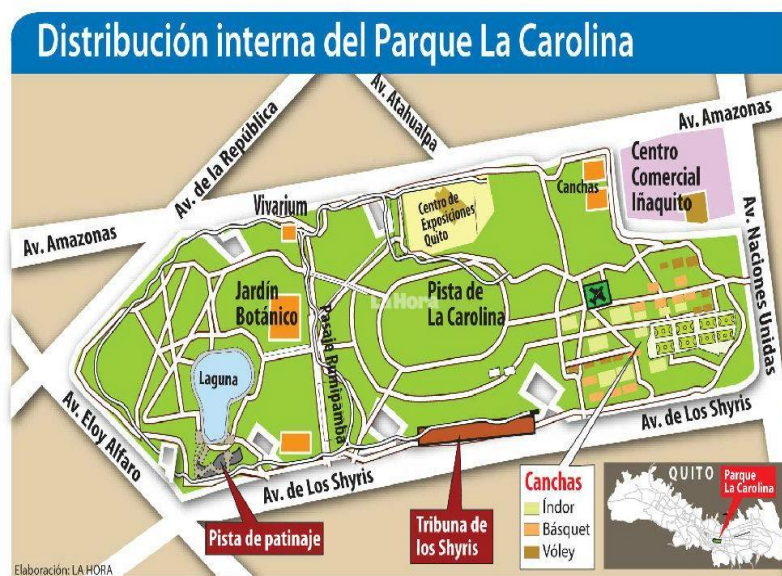 Distribución interna del Parque La Carolina
Av. de la República
Av. Atahualpa
Av. Amazonas
Centro
Comercial
Iñaquito
Canchas
Vivarium
Centro de
Exposiciones
Quito
Av. Amazonas
Av. Naciones Unidas
Jardín
Botánico
Pista de
La Carolina
La Hora
Pasaje Rumipamba
Laguna
Av. Eloy Alfaro
Av. de Los Shyris
Av. de Los Shyris
Pista de patinaje
Tribuna de
los Shyris
Canchas
Índor
Básquet
Vóley
QUITO
Parque
La Carolina
Elaboración: LA HORA